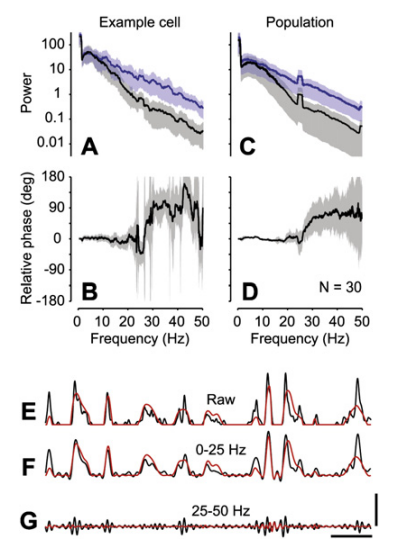 Example cell
Population
Power
100
10
1
0.1
0.01
A
C
Relative phase (deg)
180
90
0
-90
-180
B
D
N = 30
0 10 20 30 40 50
0 10 20 30 40 50
Frequency (Hz)
Frequency (Hz)
E
Raw
F
0-25 Hz
G
25-50 Hz